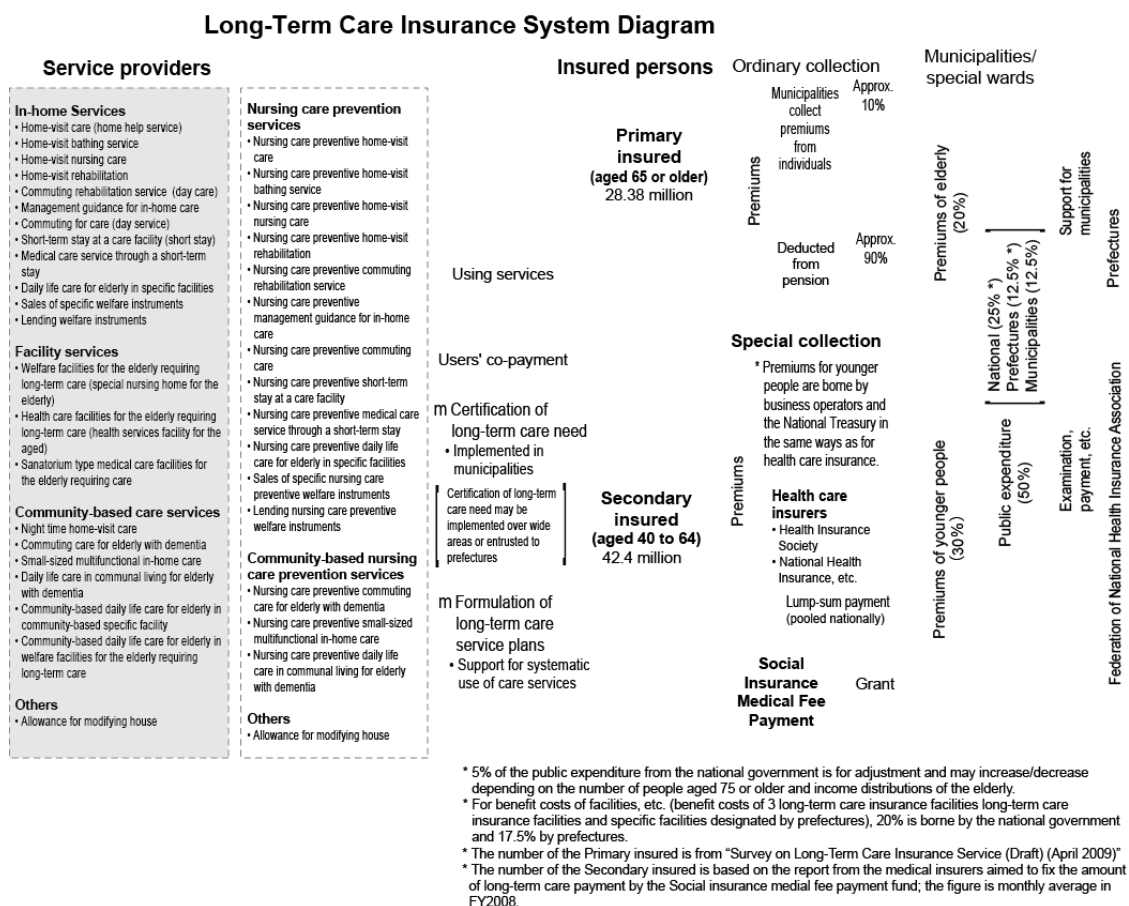 Long-Term Care Insurance System Diagram
Service providers
In-home Services
• Home-visit care (home help service)
• Home-visit bathing service
• Home-visit nursing care
• Home-visit rehabilitation
• Commuting rehabilitation service (day care)
• Management guidance for in-home care
• Commuting for care (day service)
• Short-term stay at a care facility (short stay)
• Medical care service through a short-term
stay
• Daily life care for elderly in specific facilities
• Sales of specific welfare instruments
• Lending welfare instruments
Facility services
• Welfare facilities for the elderly requiring
long-term care (special nursing home for the
elderly)
• Health care facilities for the elderly requiring
long-term care (health services facility for the
aged)
• Sanatorium type medical care facilities for
the elderly requiring care
Community-based care services
• Night time home-visit care
• Commuting care for elderly with dementia
• Small-sized multifunctional in-home care
• Daily life care in communal living for elderly
with dementia
• Community-based daily life care for elderly in
community-based specific facility
• Community-based daily life care for elderly in
welfare facilities for the elderly requiring
long-term care
Others
• Allowance for modifying house
Nursing care prevention
services
• Nursing care preventive home-visit
care
• Nursing care preventive home-visit
bathing service
• Nursing care preventive home-visit
nursing care
• Nursing care preventive home-visit
rehabilitation
• Nursing care preventive commuting
rehabilitation service
• Nursing care preventive
management guidance for in-home
care
• Nursing care preventive commuting
care
• Nursing care preventive short-term
stay at a care facility
• Nursing care preventive medical care
service through a short-term stay
• Nursing care preventive daily life
care for elderly in specific facilities
• Sales of specific nursing care
preventive welfare instruments
• Lending nursing care preventive
welfare instruments
Community-based nursing
care prevention services
• Nursing care preventive commuting
care for elderly with dementia
• Nursing care preventive small-sized
multifunctional in-home care
• Nursing care preventive daily life
care in communal living for elderly
with dementia
Others
• Allowance for modifying house
Using services
Users' co-payment
m Certification of
long-term care need
• Implemented in
municipalities
Certification of long-term
care need may be
implemented over wide
areas or entrusted to
prefectures
m Formulation of
long-term care
service plans
• Support for systematic
use of care services
Insured persons
Primary
insured
(aged 65 or older)
28.38 million
Secondary
insured
(aged 40 to 64)
42.4 million
Ordinary collection
Municipalities
collect
premiums
from
individuals
Approx.
10%
Premiums
Deducted
from
pension
Approx.
90%
Special collection
* Premiums for younger
people are borne by
business operators and
the National Treasury in
the same ways as for
health care insurance.
Premiums
Health care
insurers
• Health Insurance
Society
• National Health
Insurance, etc.
Lump-sum payment
(pooled nationally)
Social
Insurance
Medical Fee
Payment
Grant
Municipalities/
special wards
Premiums of elderly
(20%)
Premiums of younger people
(30%)
National (25% *)
Prefectures (12.5% *)
Municipalities (12.5%)
Public expenditure
(50%)
Support for
municipalities
Prefectures
Examination,
payment, etc.
Federation of National Health Insurance Association
* 5% of the public expenditure from the national government is for adjustment and may increase/decrease
depending on the number of people aged 75 or older and income distributions of the elderly.
* For benefit costs of facilities, etc. (benefit costs of 3 long-term care insurance facilities long-term care
insurance facilities and specific facilities designated by prefectures), 20% is borne by the national government
and 17.5% by prefectures.
* The number of the Primary insured is from “Survey on Long-Term Care Insurance Service (Draft) (April 2009)”
* The number of the Secondary insured is based on the report from the medical insurers aimed to fix the amount
of long-term care payment by the Social insurance medial fee payment fund; the figure is monthly average in
FY2008.